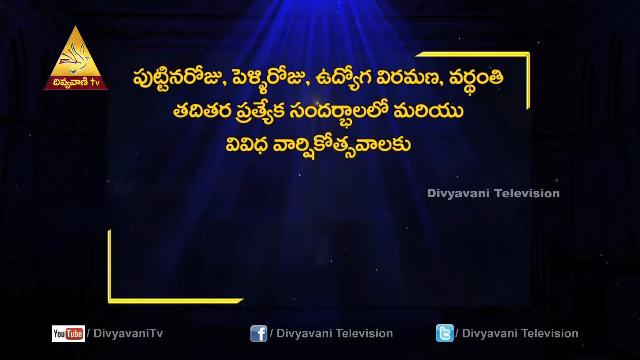 దివ్యవాణి tv
పుట్టినరోజు, పెళ్ళిరోజు, ఉద్యోగ విరమణ, వర్థంతి
తదితర ప్రత్యేక సందర్భాలలో మరియు
వివిధ వార్షికోత్సవాలకు
Divyavani Television
YouTube / DivyavaniTv
f / Divyavani Television
t / Divyavani Television